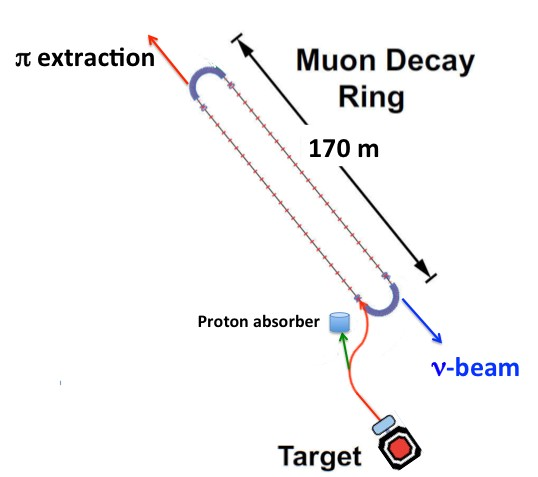 π extraction
Muon Decay
Ring
170 m
Proton absorber
ν-beam
Target